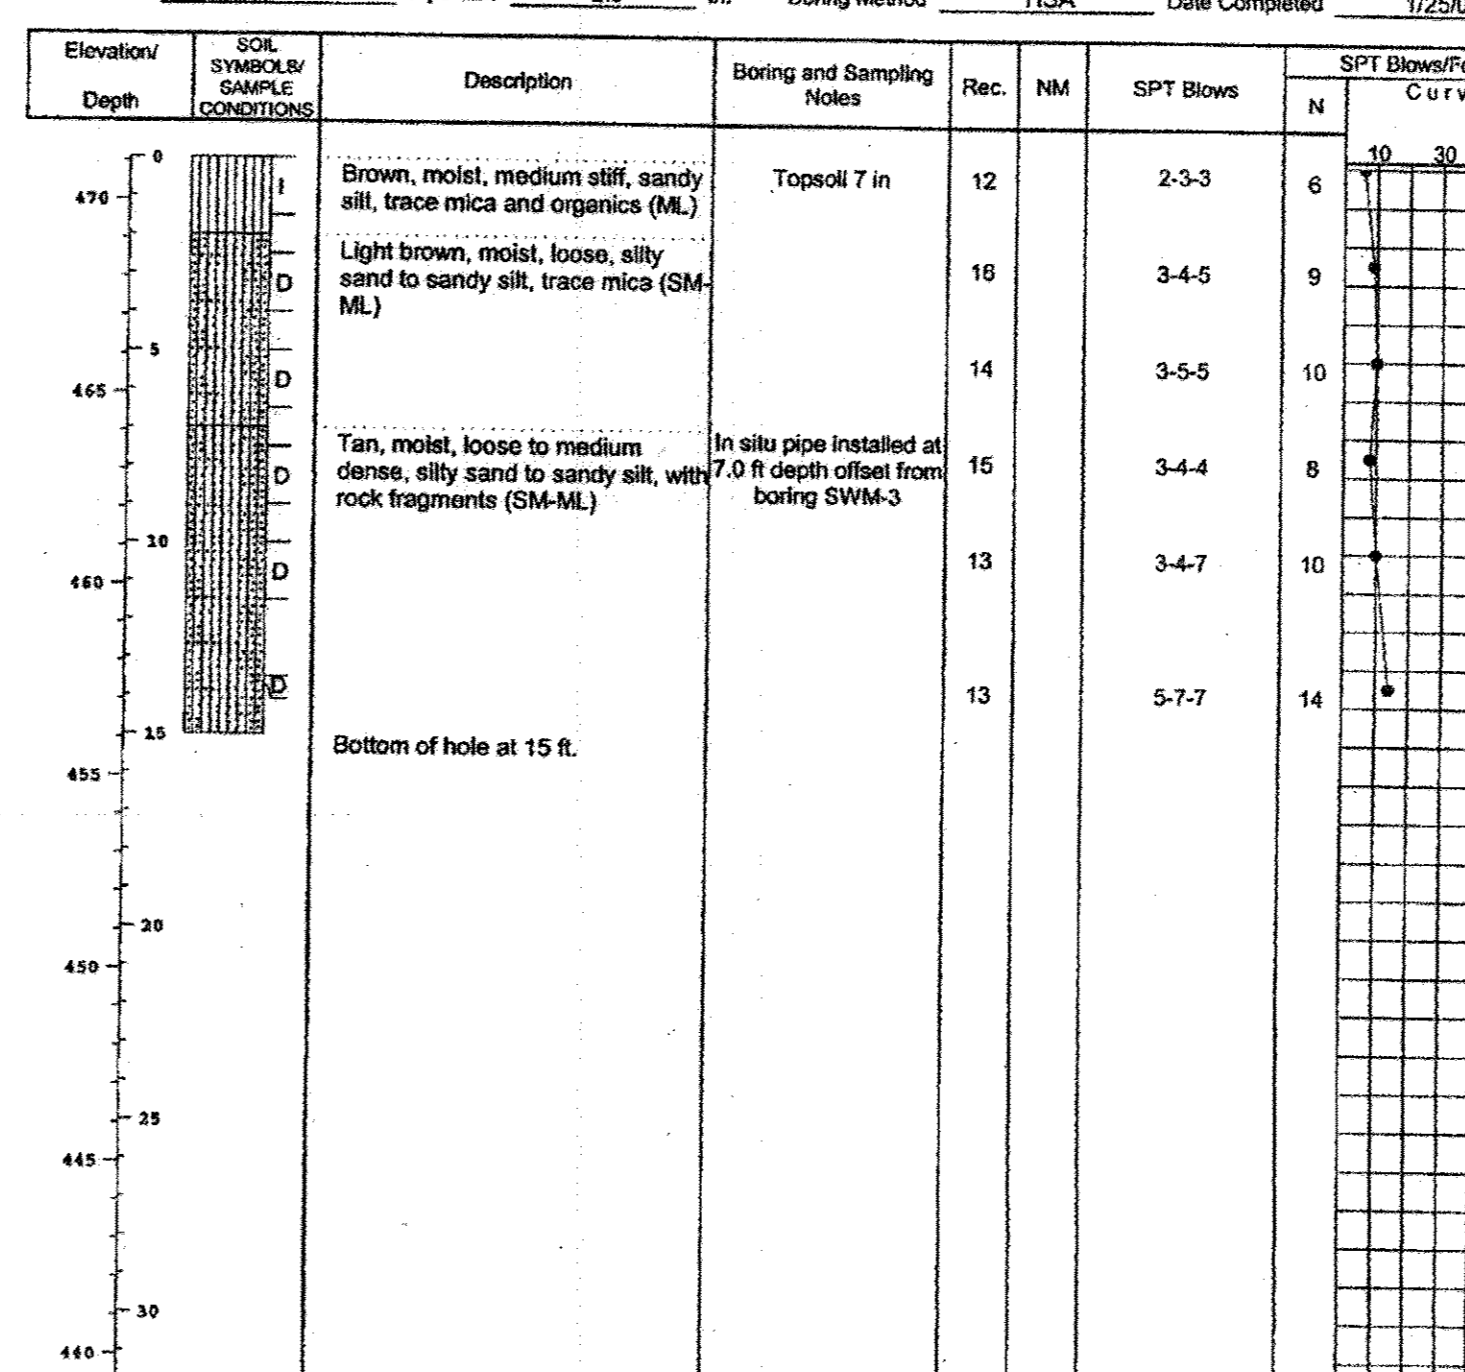 Boring Method HSA Date Completed
Elevation/ Depth
SOIL SYMBOLS/ SAMPLE CONDITIONS
Description
Boring and Sampling Notes
Rec.
NM
SPT Blows
SPT Blows/
N
10 30
0
470
I
Brown, moist, medium stiff, sandy
silt, trace mica and organics (ML)
Topsoil 7 in
12
2-3-3
6
Light brown, moist, loose, silty
sand to sandy silt, trace mica (SM-
ML)
D
16
3-4-5
9
5
465
D
14
3-5-5
10
Tan, moist, loose to medium
dense, silty sand to sandy silt, with
rock fragments (SM-ML)
In situ pipe installed at
7.0 ft depth offset from
boring SWM-3
D
15
3-4-4
8
10
460
D
13
3-4-7
10
D
13
5-7-7
14
15
Bottom of hole at 15 ft.
455
20
450
25
445
30
440